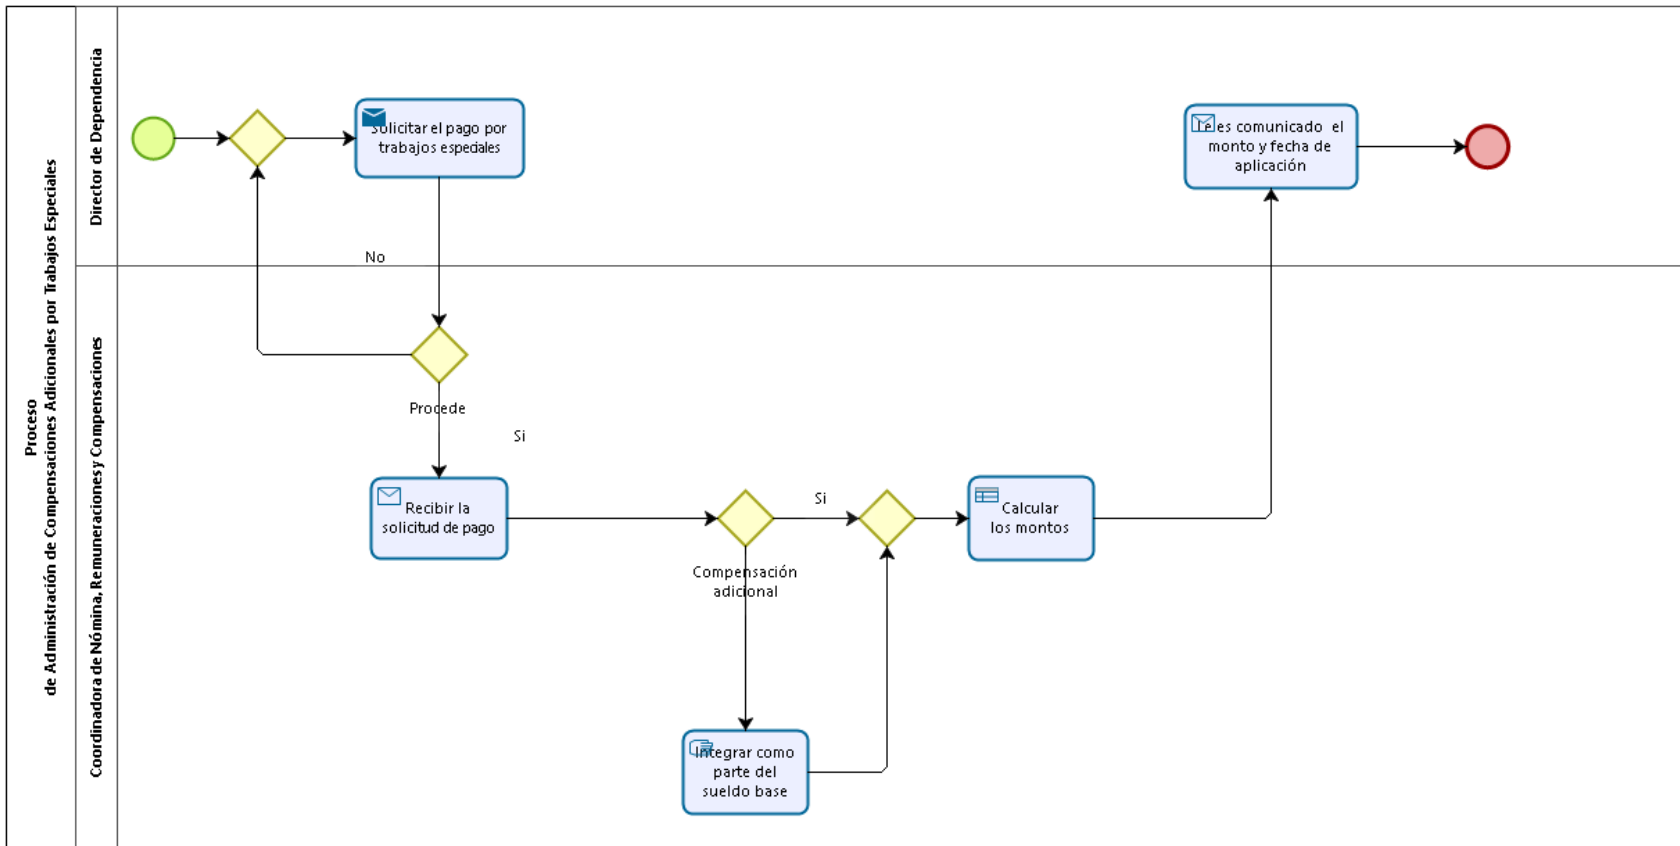 Proceso
de Administración de Compensaciones Adicionales por Trabajos Especiales
Director de Dependencia
Solicitar el pago por
trabajos especiales
Le es comunicado el
monto y fecha de
aplicación
No
Coordinadora de Nómina, Remuneraciones y Compensaciones
Procede
Si
Recibir la
solicitud de pago
Si
Compensación
adicional
Calcular
los montos
Integrar como
parte del
sueldo base